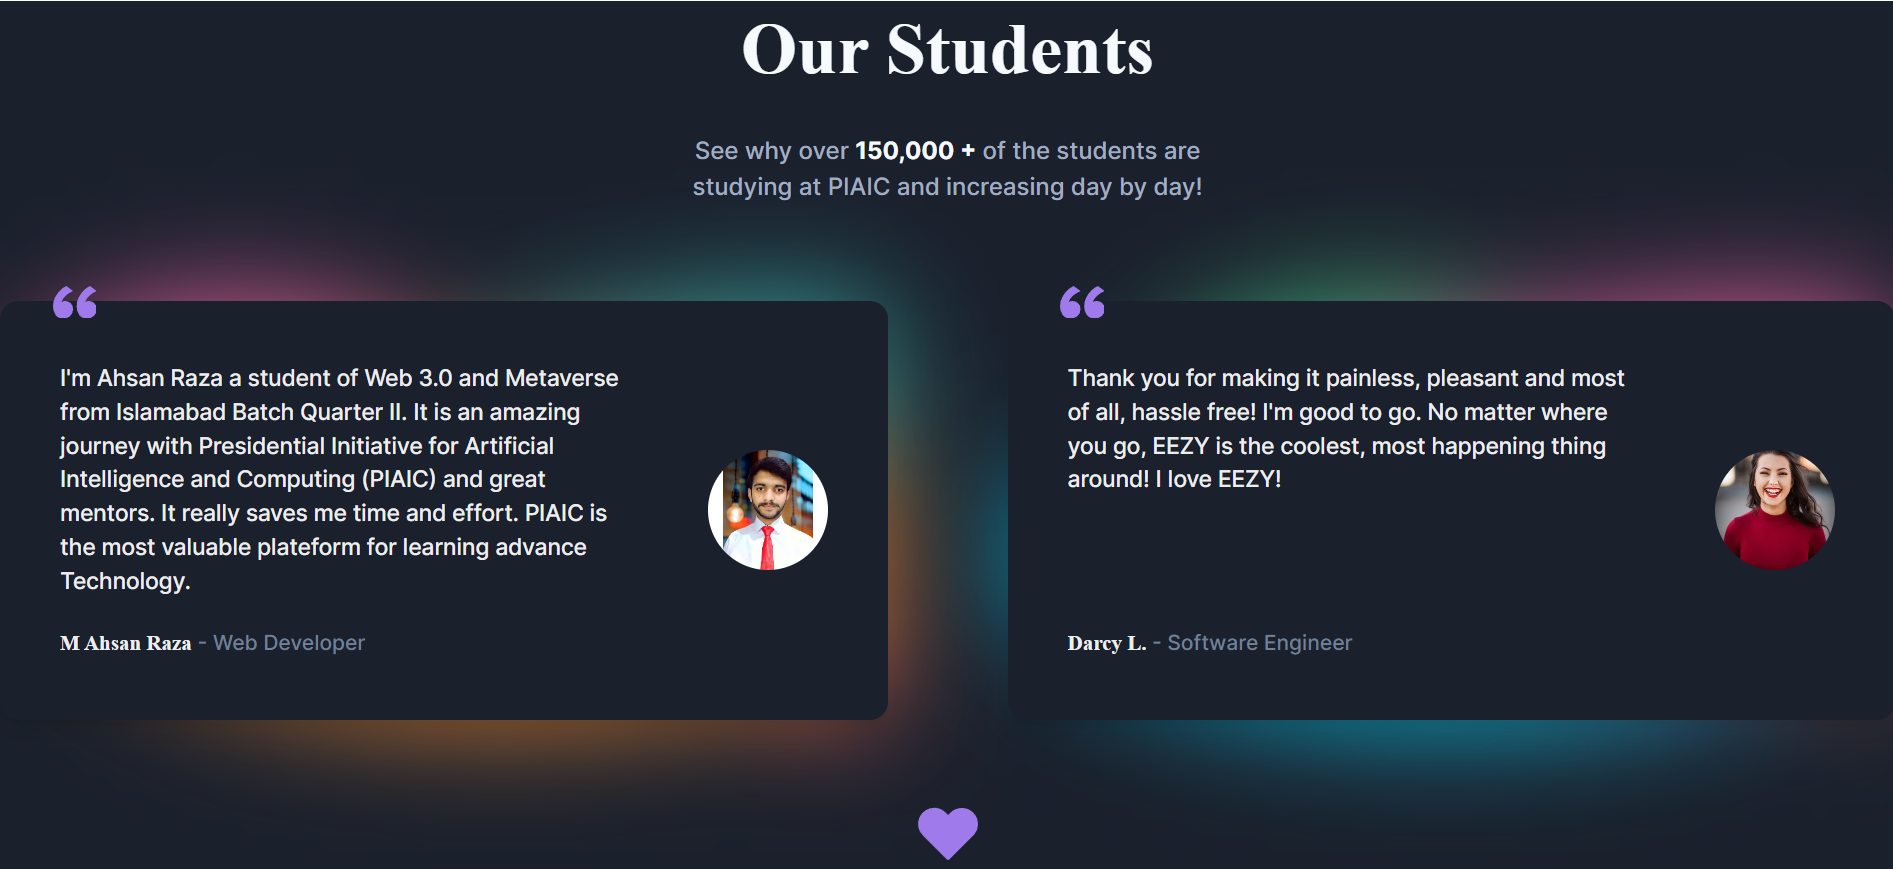 Our Students
See why over 150,000 + of the students are
studying at PIAIC and increasing day by day!
I'm Ahsan Raza a student of Web 3.0 and Metaverse
from Islamabad Batch Quarter II. It is an amazing
journey with Presidential Initiative for Artificial
Intelligence and Computing (PIAIC) and great
mentors. It really saves me time and effort. PIAIC is
the most valuable plateform for learning advance
Technology.
M Ahsan Raza - Web Developer
Thank you for making it painless, pleasant and most
of all, hassle free! I'm good to go. No matter where
you go, EEZY is the coolest, most happening thing
around! I love EEZY!
Darcy L. - Software Engineer